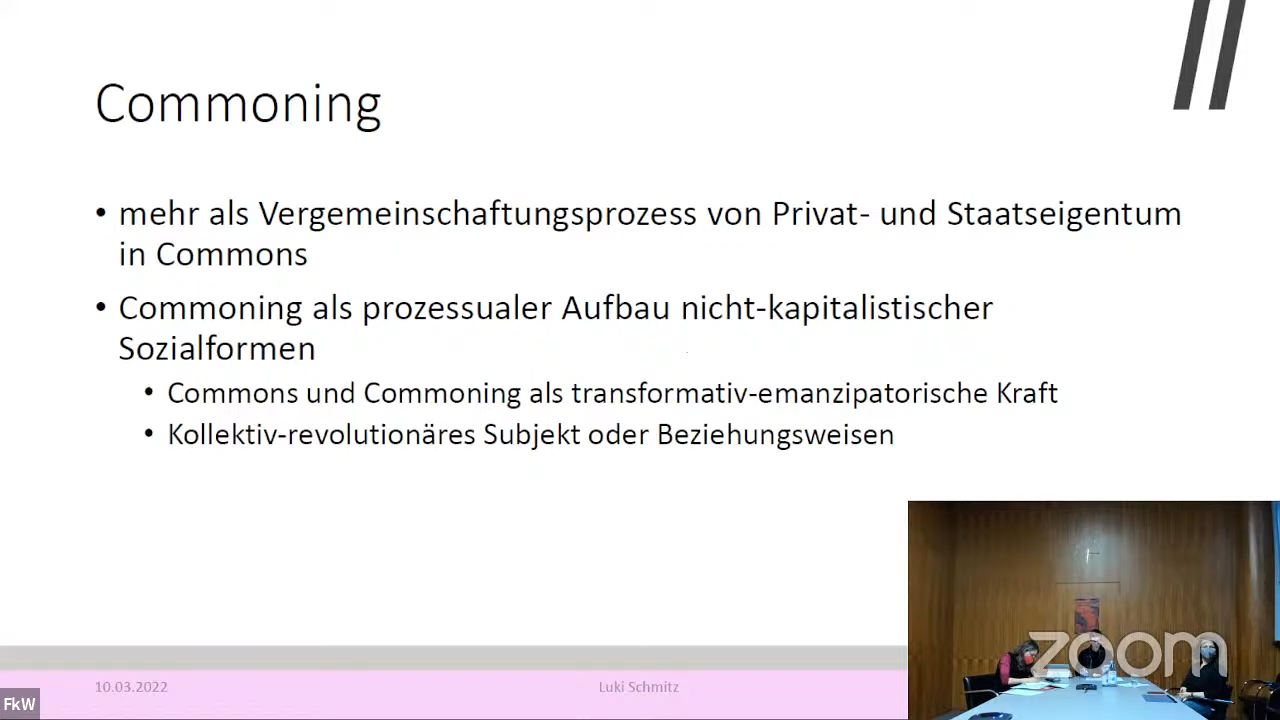 Commoning
• mehr als Vergemeinschaftungsprozess von Privat- und Staatseigentum
in Commons
• Commoning als prozessualer Aufbau nicht-kapitalistischer
Sozialformen
• Commons und Commoning als transformativ-emanzipatorische Kraft
• Kollektiv-revolutionäres Subjekt oder Beziehungsweisen
zoom
10.03.2022
Luki Schmitz
FkW